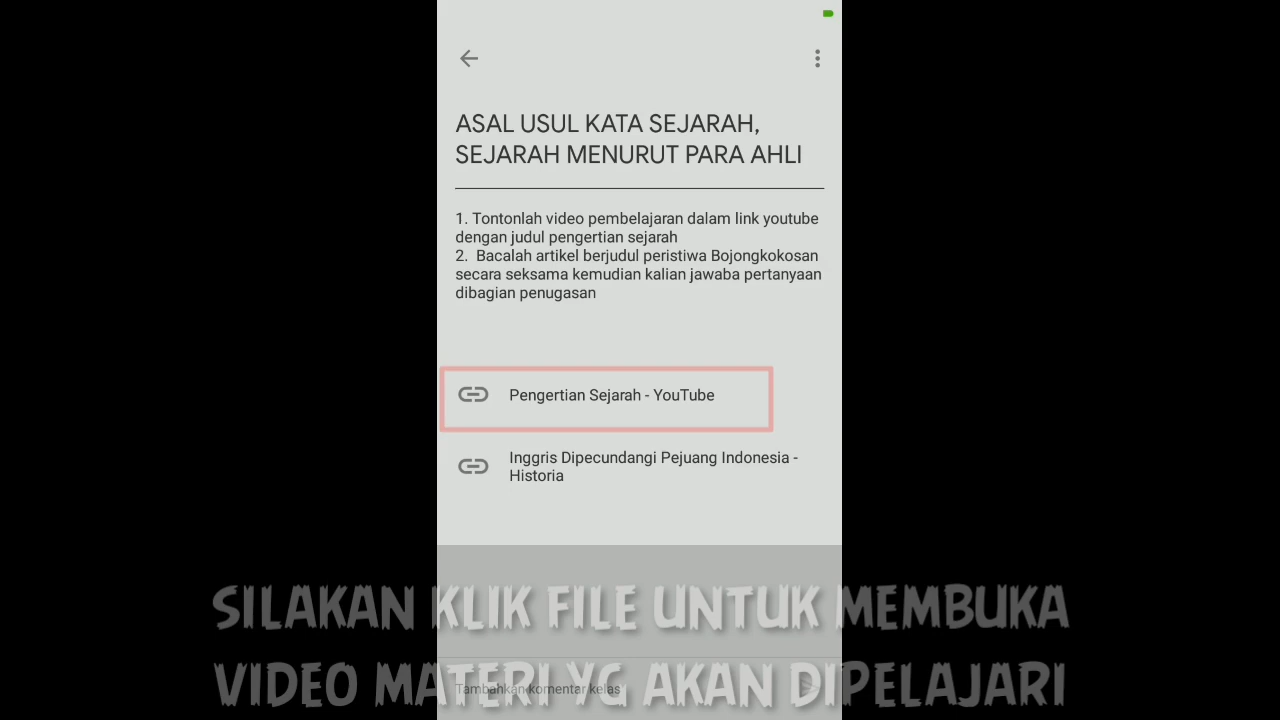 ASAL USUL KATA SEJARAH,
SEJARAH MENURUT PARA AHLI
1. Tontonlah video pembelajaran dalam link youtube
dengan judul pengertian sejarah
2.  Bacalah artikel berjudul peristiwa Bojongkokosan
secara seksama kemudian kalian jawaba pertanyaan
dibagian penugasan
Pengertian Sejarah - YouTube
Inggris Dipecundangi Pejuang Indonesia -
Historia
SILAKAN KLIK FILE UNTUK MEMBUKA
VIDEO MATERI YG AKAN DIPELAJARI
Tambahkan komentar kelas